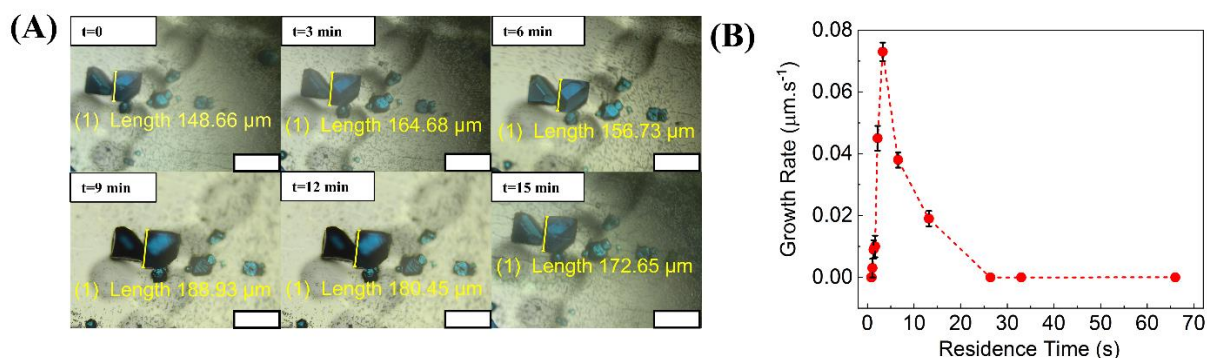 (A)
t=0
(1) Length 148.66 μm
t=3 min
(1) Length 164.68 μm
t=6 min
(1) Length 156.73 μm
t=9 min
(1) Length 188.93 μm
t=12 min
(1) Length 180.45 μm
t=15 min
(1) Length 172.65 μm
(B)
Growth Rate (μm.s⁻¹)
0.08
0.06
0.04
0.02
0.00
0 10 20 30 40 50 60 70
Residence Time (s)